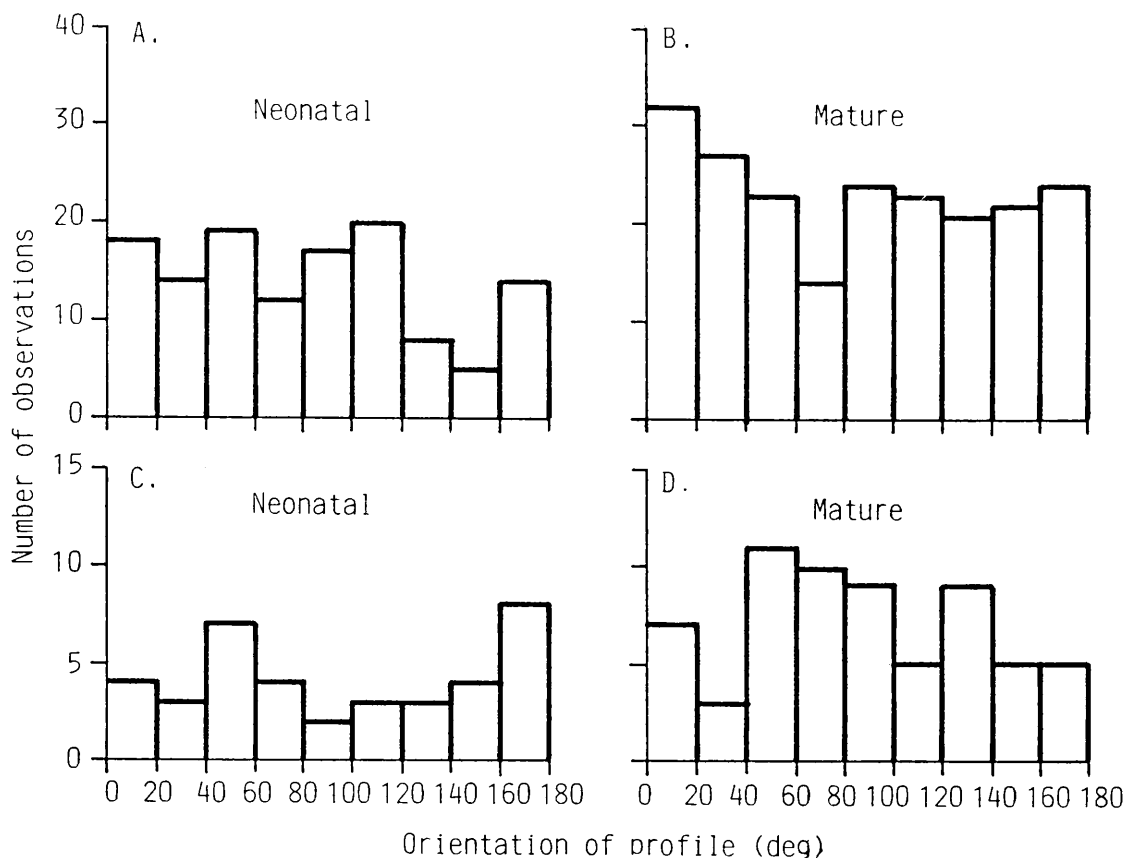 A.
B.
Neonatal
Mature
40
30
20
10
0
C.
D.
Neonatal
Mature
15
10
5
0
0 20 40 60 80 100 120 140 160 180
0 20 40 60 80 100 120 140 160 180
Number of observations
Orientation of profile (deg)